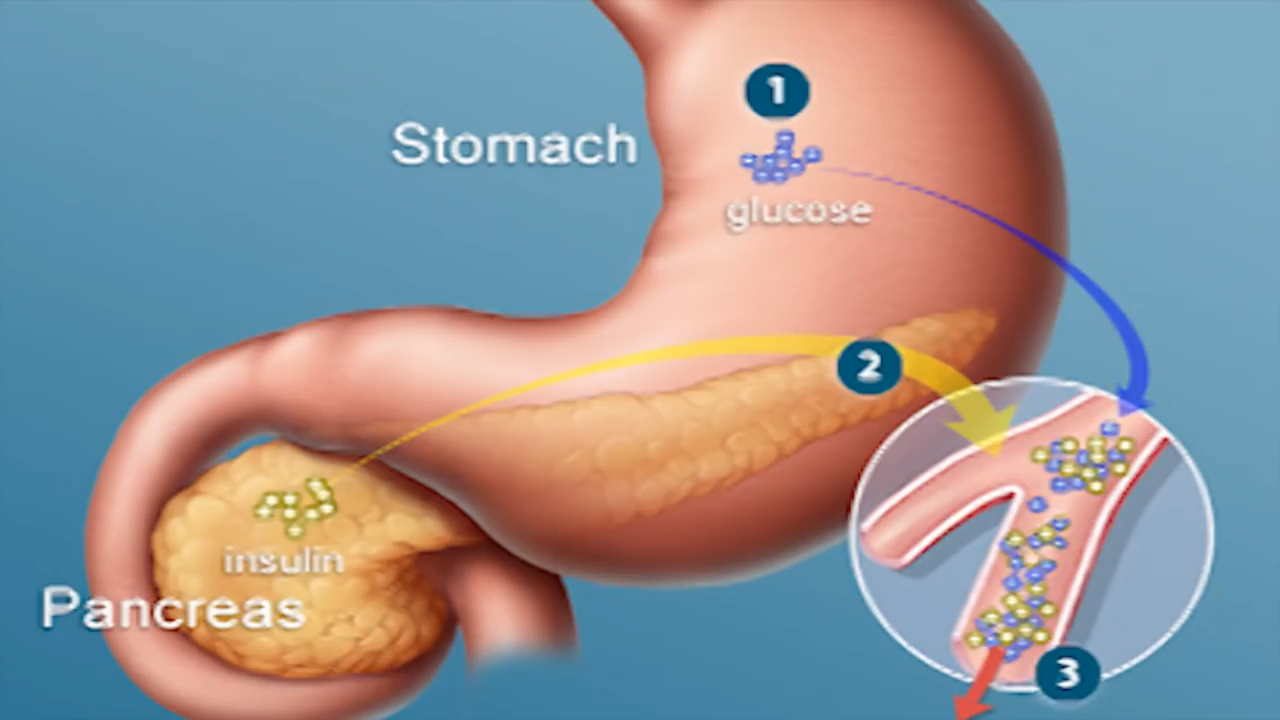 1
Stomach
glucose
2
insulin
Pancreas
3